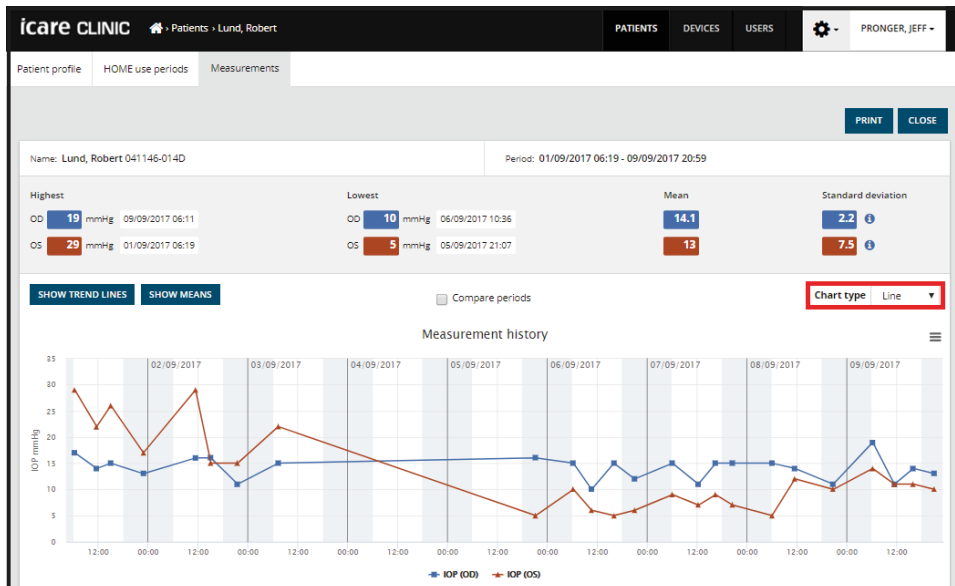 icare CLINIC › Patients › Lund, Robert PATIENTS DEVICES USERS PRONGER, JEFF
Patient profile HOME use periods Measurements
PRINT CLOSE
Name: Lund, Robert 041146-014D Period: 01/09/2017 06:19 - 09/09/2017 20:59
Highest Lowest Mean Standard deviation
OD 19 mmHg 09/09/2017 06:11 OD 10 mmHg 06/09/2017 10:36 14.1 2.2
OS 29 mmHg 01/09/2017 06:19 OS 5 mmHg 05/09/2017 21:07 13 7.5
SHOW TREND LINES SHOW MEANS Compare periods Chart type Line
Measurement history
35
02/09/2017 03/09/2017 04/09/2017 05/09/2017 06/09/2017 07/09/2017 08/09/2017 09/09/2017
30
25
20
IOP mmHg
15
10
5
0
12:00 00:00 12:00 00:00 12:00 00:00 12:00 00:00 12:00 00:00 12:00 00:00 12:00 00:00 12:00 00:00 12:00
IOP (OD) IOP (OS)